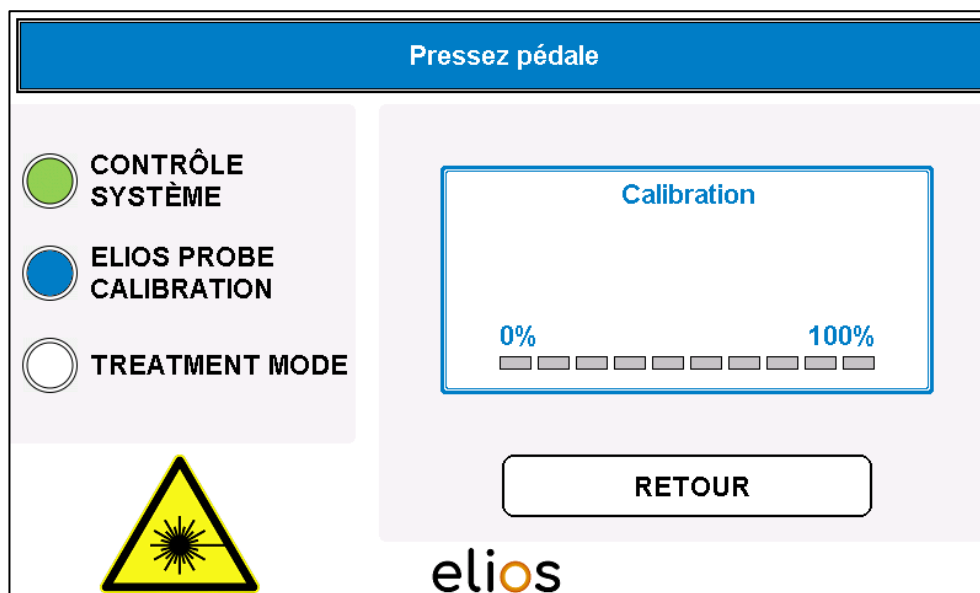 Pressez pédale
CONTRÔLE
SYSTÈME
ELIOS PROBE
CALIBRATION
TREATMENT MODE
Calibration
0% 100%
RETOUR
elios